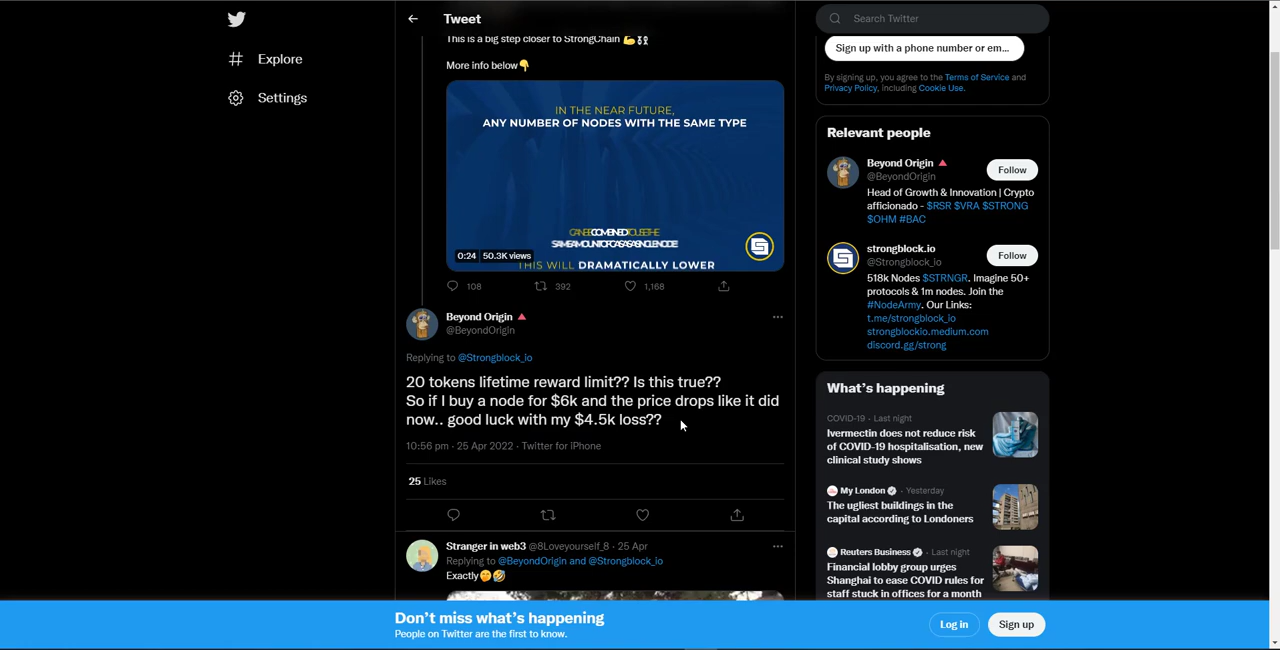 Tweet
Search Twitter
Explore
Settings
This is a big step closer to StrongChain 💪⛓
More info below👇
IN THE NEAR FUTURE,
ANY NUMBER OF NODES WITH THE SAME TYPE
THIS WILL DRAMATICALLY LOWER
0:24 50.3K views
108 392 1,168
Beyond Origin 🔺
@BeyondOrigin
Replying to @Strongblock_io
20 tokens lifetime reward limit?? Is this true??
So if I buy a node for $6k and the price drops like it did
now.. good luck with my $4.5k loss??
10:56 pm · 25 Apr 2022 · Twitter for iPhone
25 Likes
Stranger in web3 @8Loveyourself_8 · 25 Apr
Replying to @BeyondOrigin and @Strongblock_io
Exactly🤔🤣
Sign up with a phone number or em...
By signing up, you agree to the Terms of Service and
Privacy Policy, including Cookie Use.
Relevant people
Beyond Origin 🔺
@BeyondOrigin
Follow
Head of Growth & Innovation | Crypto
afficionado - $RSR $VRA $STRONG
$OHM #BAC
strongblock.io
@Strongblock_io
Follow
518k Nodes $STRNGR. Imagine 50+
protocols & 1m nodes. Join the
#NodeArmy. Our Links:
t.me/strongblock_io
strongblockio.medium.com
discord.gg/strong
What's happening
COVID-19 · Last night
Ivermectin does not reduce risk
of COVID-19 hospitalisation, new
clinical study shows
My London · Yesterday
The ugliest buildings in the
capital according to Londoners
Reuters Business · Last night
Financial lobby group urges
Shanghai to ease COVID rules for
staff stuck in offices for a month
Don't miss what's happening
People on Twitter are the first to know.
Log in
Sign up